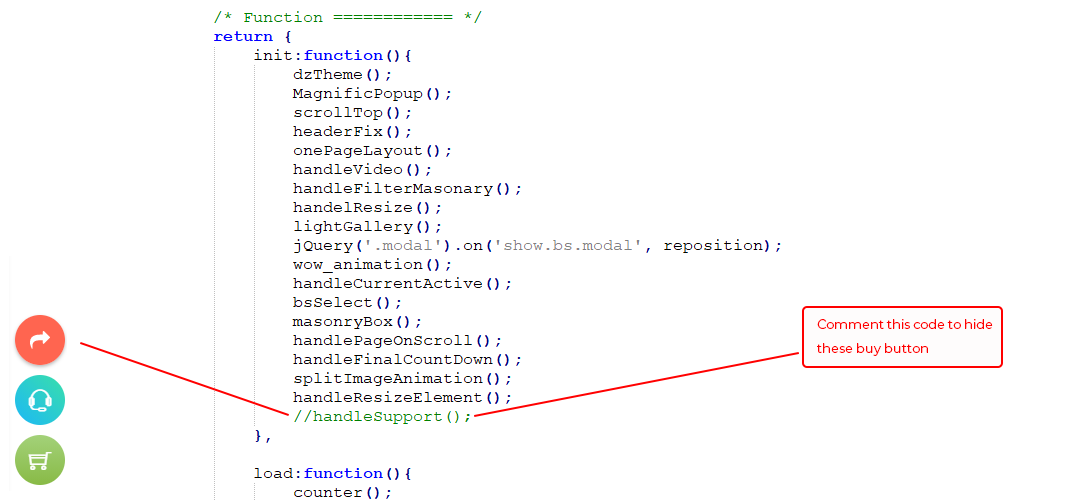 /* Function ============ */
return {
init:function(){
dzTheme();
MagnificPopup();
scrollTop();
headerFix();
onePageLayout();
handleVideo();
handleFilterMasonary();
handelResize();
lightGallery();
jQuery('.modal').on('show.bs.modal', reposition);
wow_animation();
handleCurrentActive();
bsSelect();
masonryBox();
handlePageOnScroll();
handleFinalCountDown();
splitImageAnimation();
handleResizeElement();
//handleSupport();
},
load:function(){
counter();
Comment this code to hide
these buy button